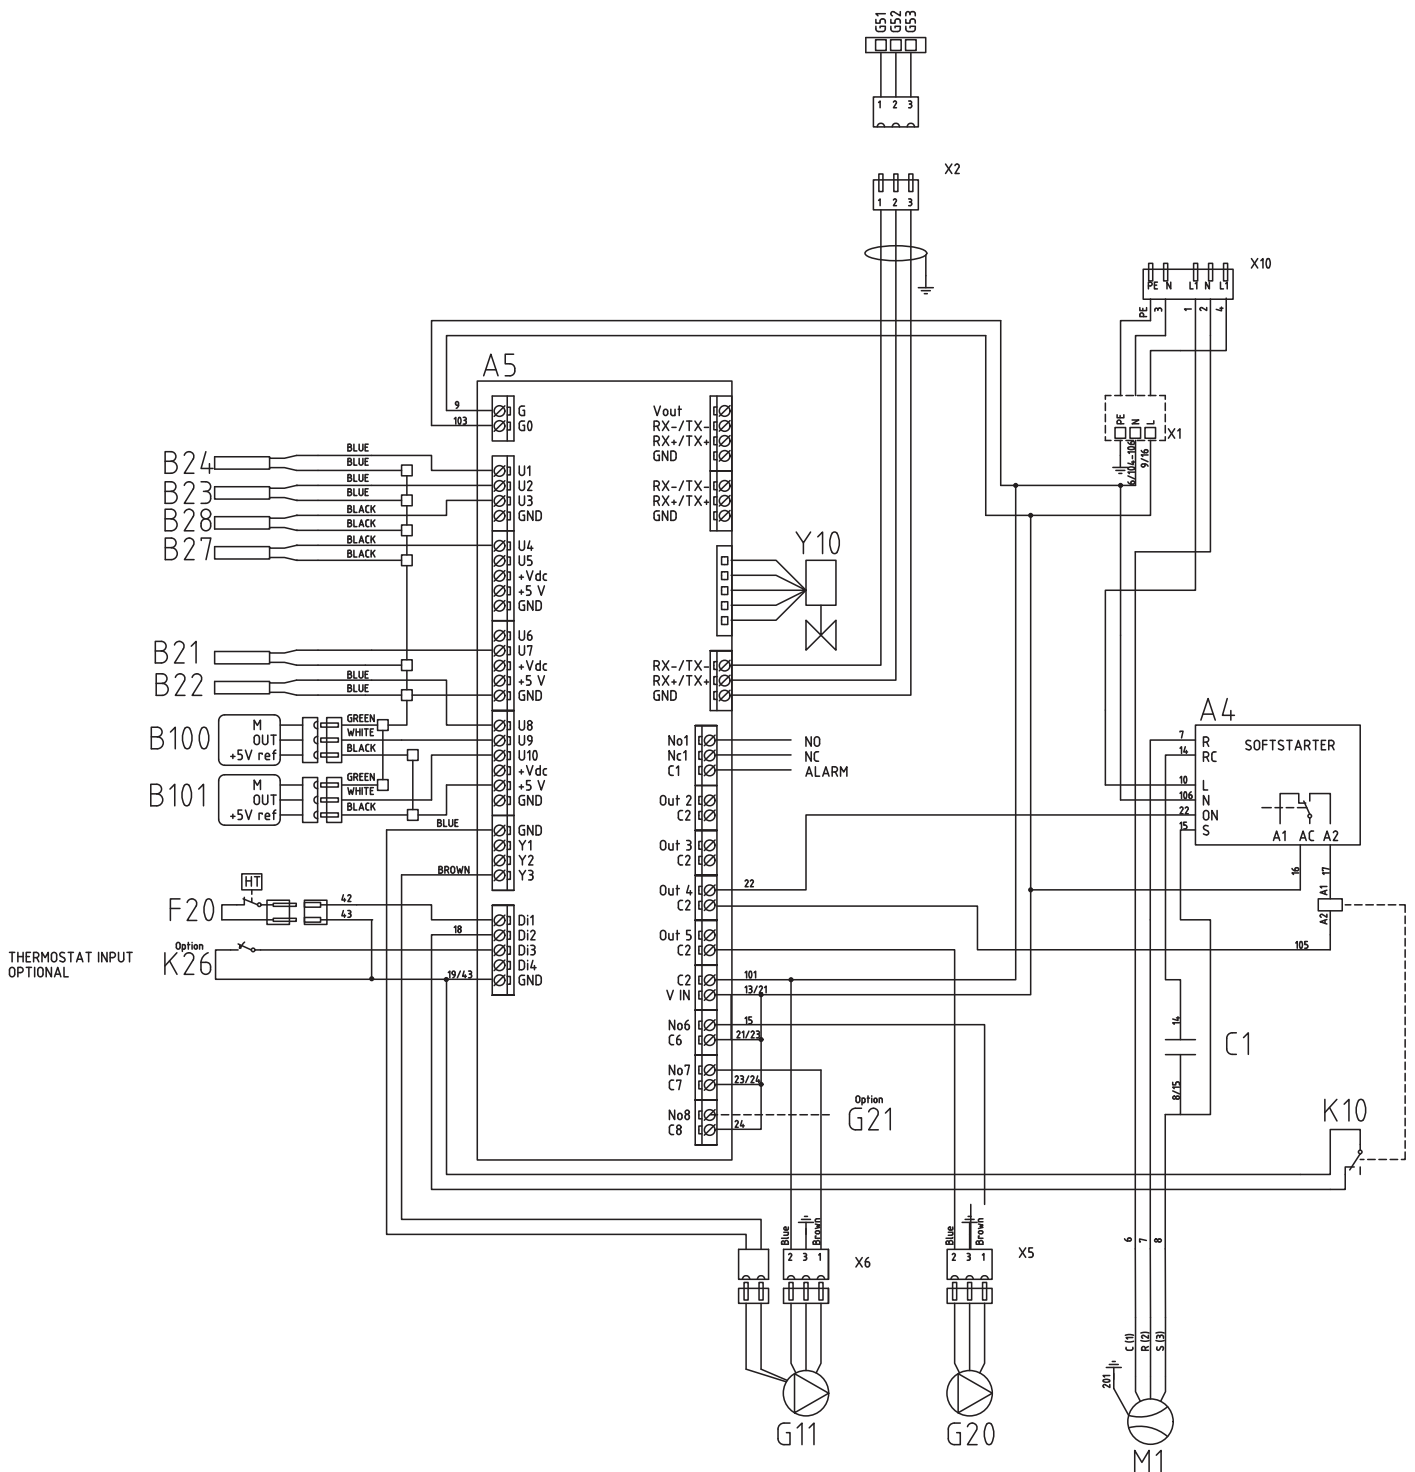 G51 G52 G53
1 2 3
X2
1 2 3
X10
PE N L1 N L1
PE 3 1 2 4
A5
9 G
103 G0
Vout
RX-/TX-
RX+/TX+
GND
PE N L
X1
6/104-106
9/16
B24 BLUE
BLUE
U1
B23 BLUE
BLUE
U2
B28 BLACK
BLACK
U3
GND
B27 BLACK
BLACK
U4
U5
+Vdc
+5 V
GND
RX-/TX-
RX+/TX+
GND
Y10
B21
U6
U7
+Vdc
B22 BLUE
BLUE
+5 V
GND
RX-/TX-
RX+/TX+
GND
B100
M GREEN
OUT WHITE
+5V ref BLACK
B101
M GREEN
OUT WHITE
+5V ref BLACK
U8
U9
U10
+Vdc
+5 V
GND
No1 NO
Nc1 NC
C1 ALARM
Out 2
C2
Out 3
C2
A4
SOFTSTARTER
7 R
14 RC
10 L
106 N
22 ON
15 S
A1 AC A2
16 17
A1
A2
105
BLUE GND
Y1
Y2
BROWN Y3
Out 4 22
C2
HT
F20
42
43
Di1
18 Di2
Di3
Di4
19/43 GND
THERMOSTAT INPUT
OPTIONAL
Option
K26
Out 5
C2
C2 101
V IN 13/21
No6 15
C6 21/23
No7
C7 23/24
No8
C8 24
Option
G21
14
C1
8/15
K10
Blue Brown
2 3 1
X6
Blue Brown
2 3 1
X5
6 7 8
C (1)
R (2)
S (3)
201
G11
G20
M1